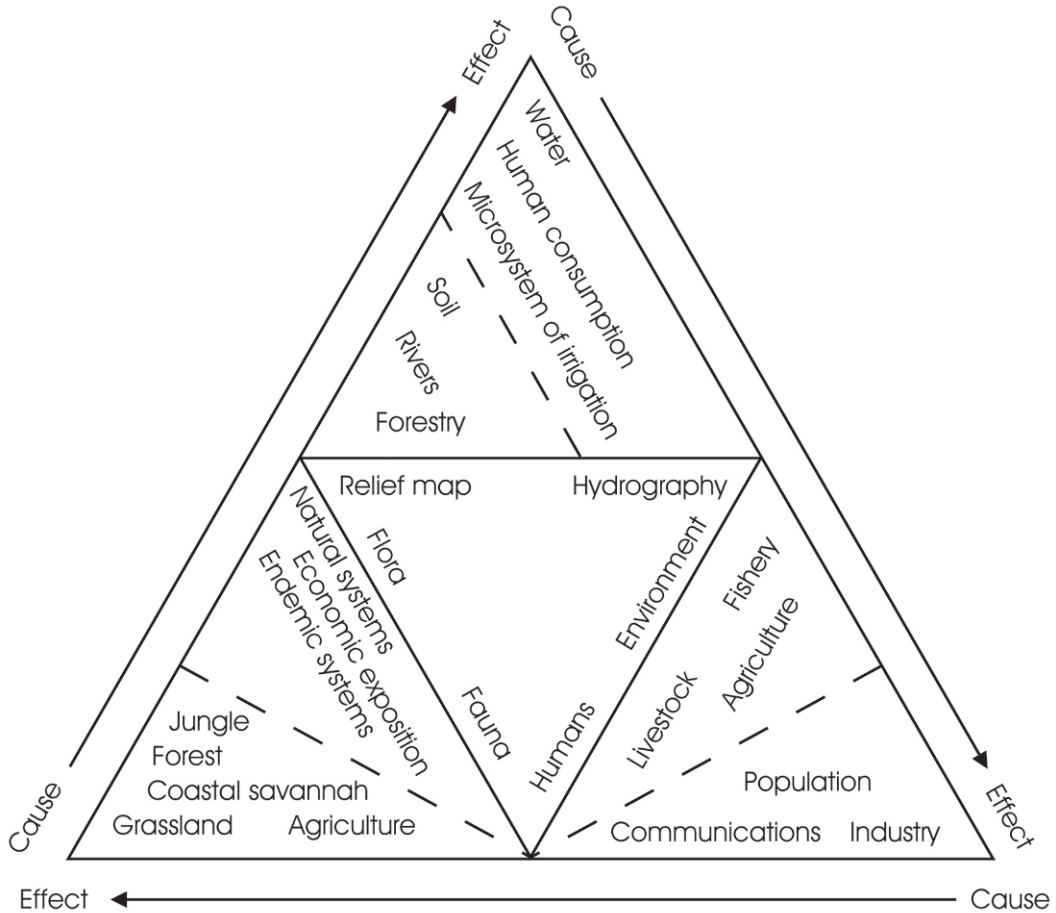 Effect
Cause
Water
Human consumption
Microsystem of irrigation
Soil
Rivers
Forestry
Relief map
Hydrography
Natural systems
Economic exposition
Endemic systems
Flora
Fauna
Environment
Humans
Fishery
Agriculture
Livestock
Jungle
Forest
Coastal savannah
Grassland
Agriculture
Population
Communications
Industry
Cause
Effect
Effect
Cause